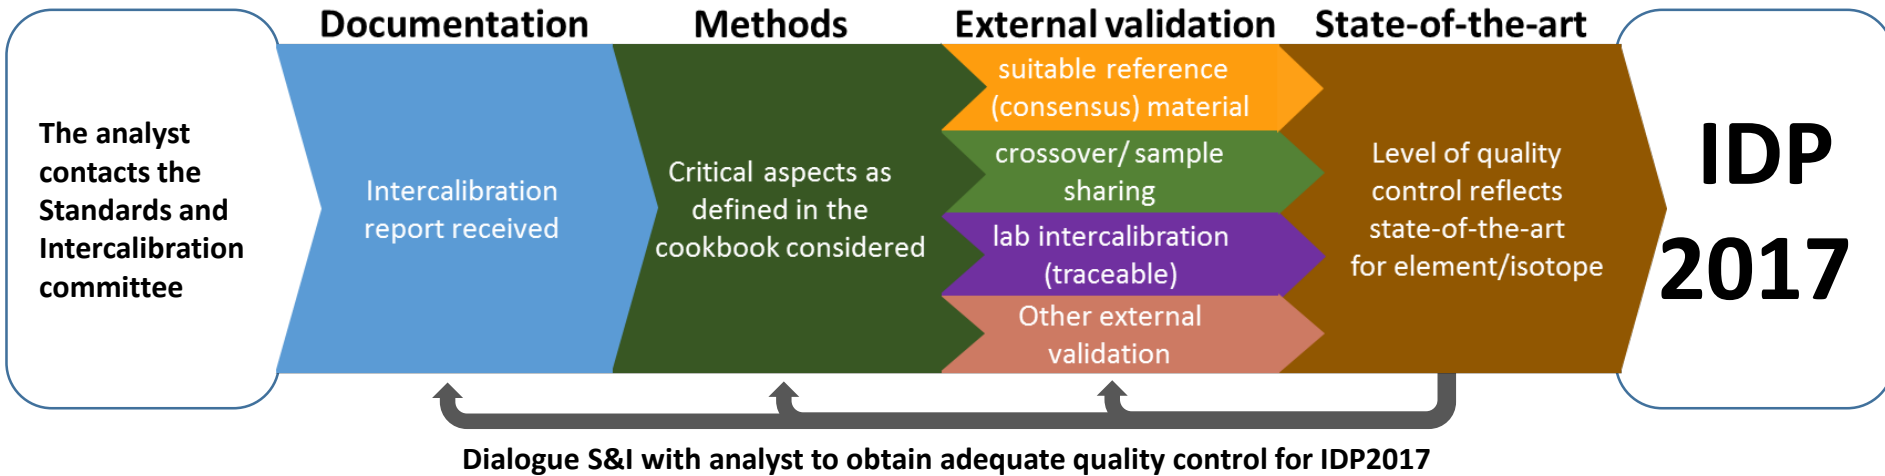 Documentation
Methods
External validation
State-of-the-art
The analyst
contacts the
Standards and
Intercalibration
committee
Intercalibration
report received
Critical aspects as
defined in the
cookbook considered
suitable reference
(consensus) material
crossover/ sample
sharing
lab intercalibration
(traceable)
Other external
validation
Level of quality
control reflects
state-of-the-art
for element/isotope
IDP
2017
Dialogue S&I with analyst to obtain adequate quality control for IDP2017